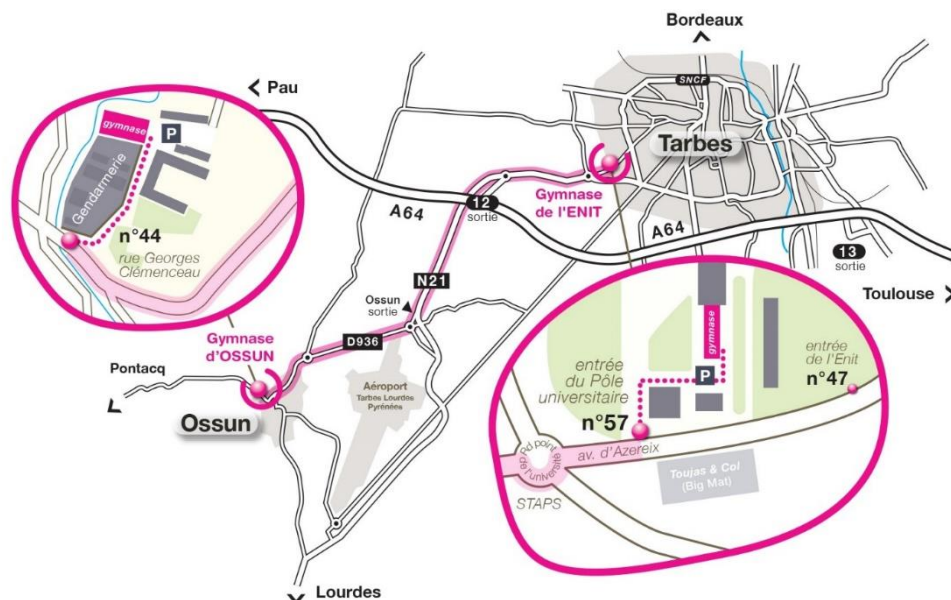 Bordeaux
Pau
SNCF
Tarbes
gymnase
P
Gendarmerie
n°44
rue Georges
Clémenceau
Gymnase
de l'ENIT
12
sortie
A64
A64
13
sortie
Toulouse
N21
Ossun
sortie
D936
Gymnase
d'OSSUN
Pontacq
Ossun
Aéroport
Tarbes Lourdes
Pyrénées
Lourdes
gymnase
P
entrée
du Pôle
universitaire
n°57
entrée
de l'Enit
n°47
av. d'Azereix
Rd point
de l'université
STAPS
Toujas & Col
(Big Mat)